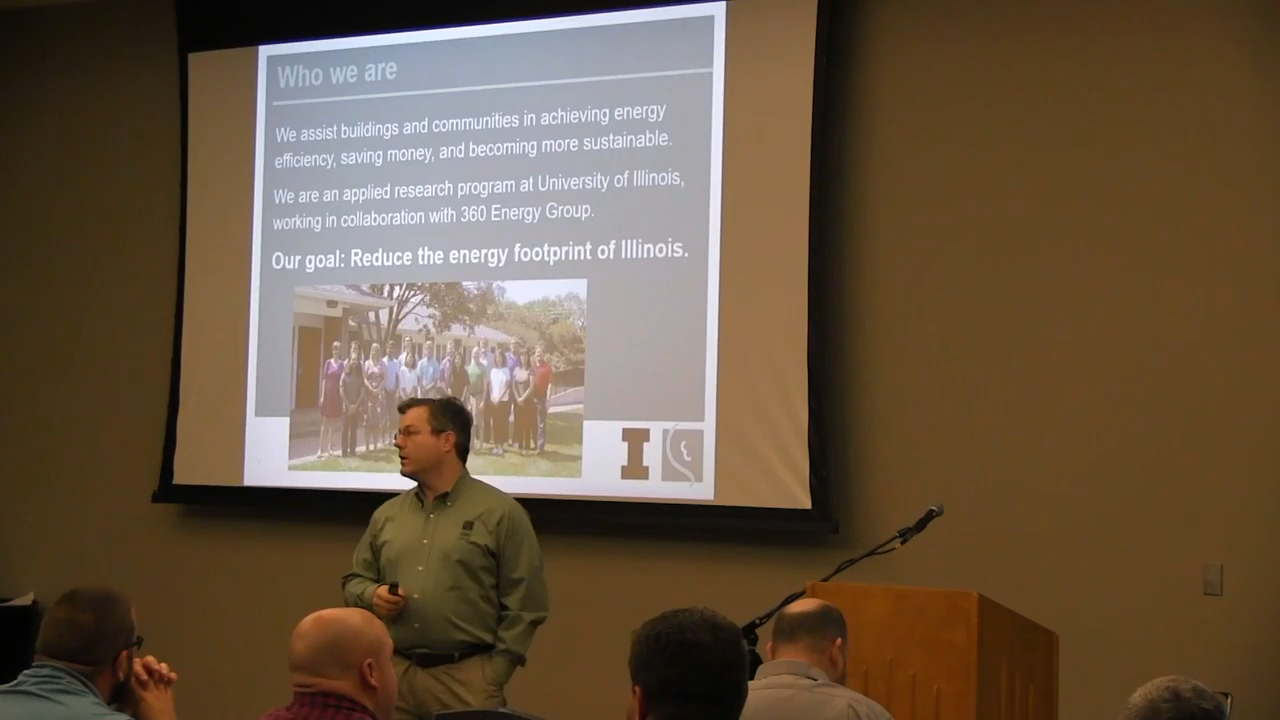 Who we are
We assist buildings and communities in achieving energy
efficiency, saving money, and becoming more sustainable.
We are an applied research program at University of Illinois,
working in collaboration with 360 Energy Group.
Our goal: Reduce the energy footprint of Illinois.
I